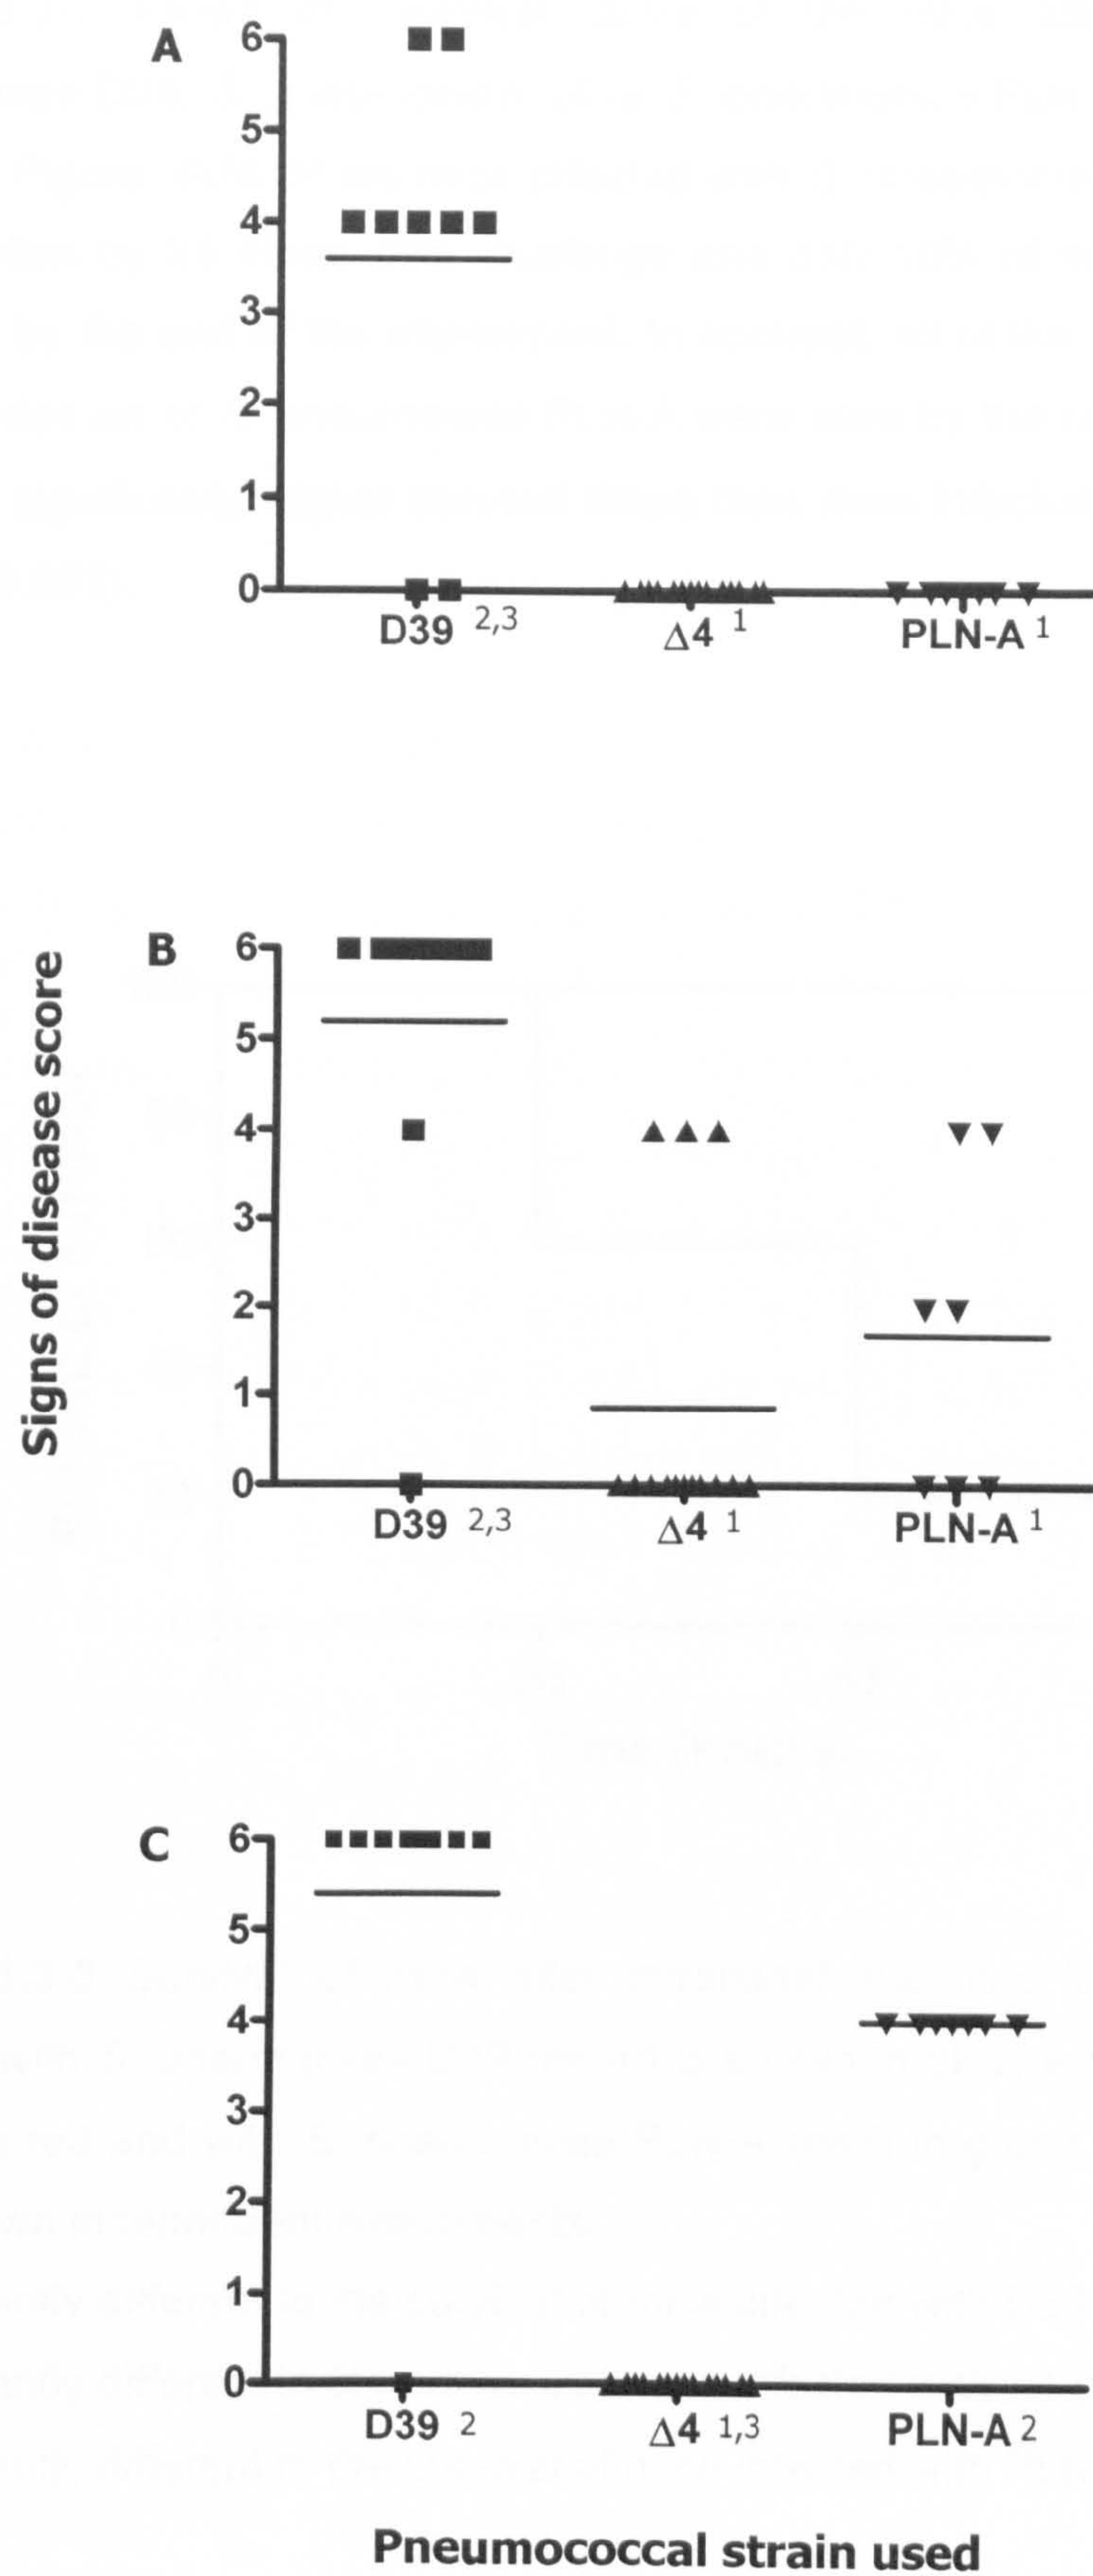 A
6
5
4
3
2
1
0
D39 2,3 Δ4 1 PLN-A 1
Signs of disease score
B
6
5
4
3
2
1
0
D39 2,3 Δ4 1 PLN-A 1
C
6
5
4
3
2
1
0
D39 2 Δ4 1,3 PLN-A 2
Pneumococcal strain used